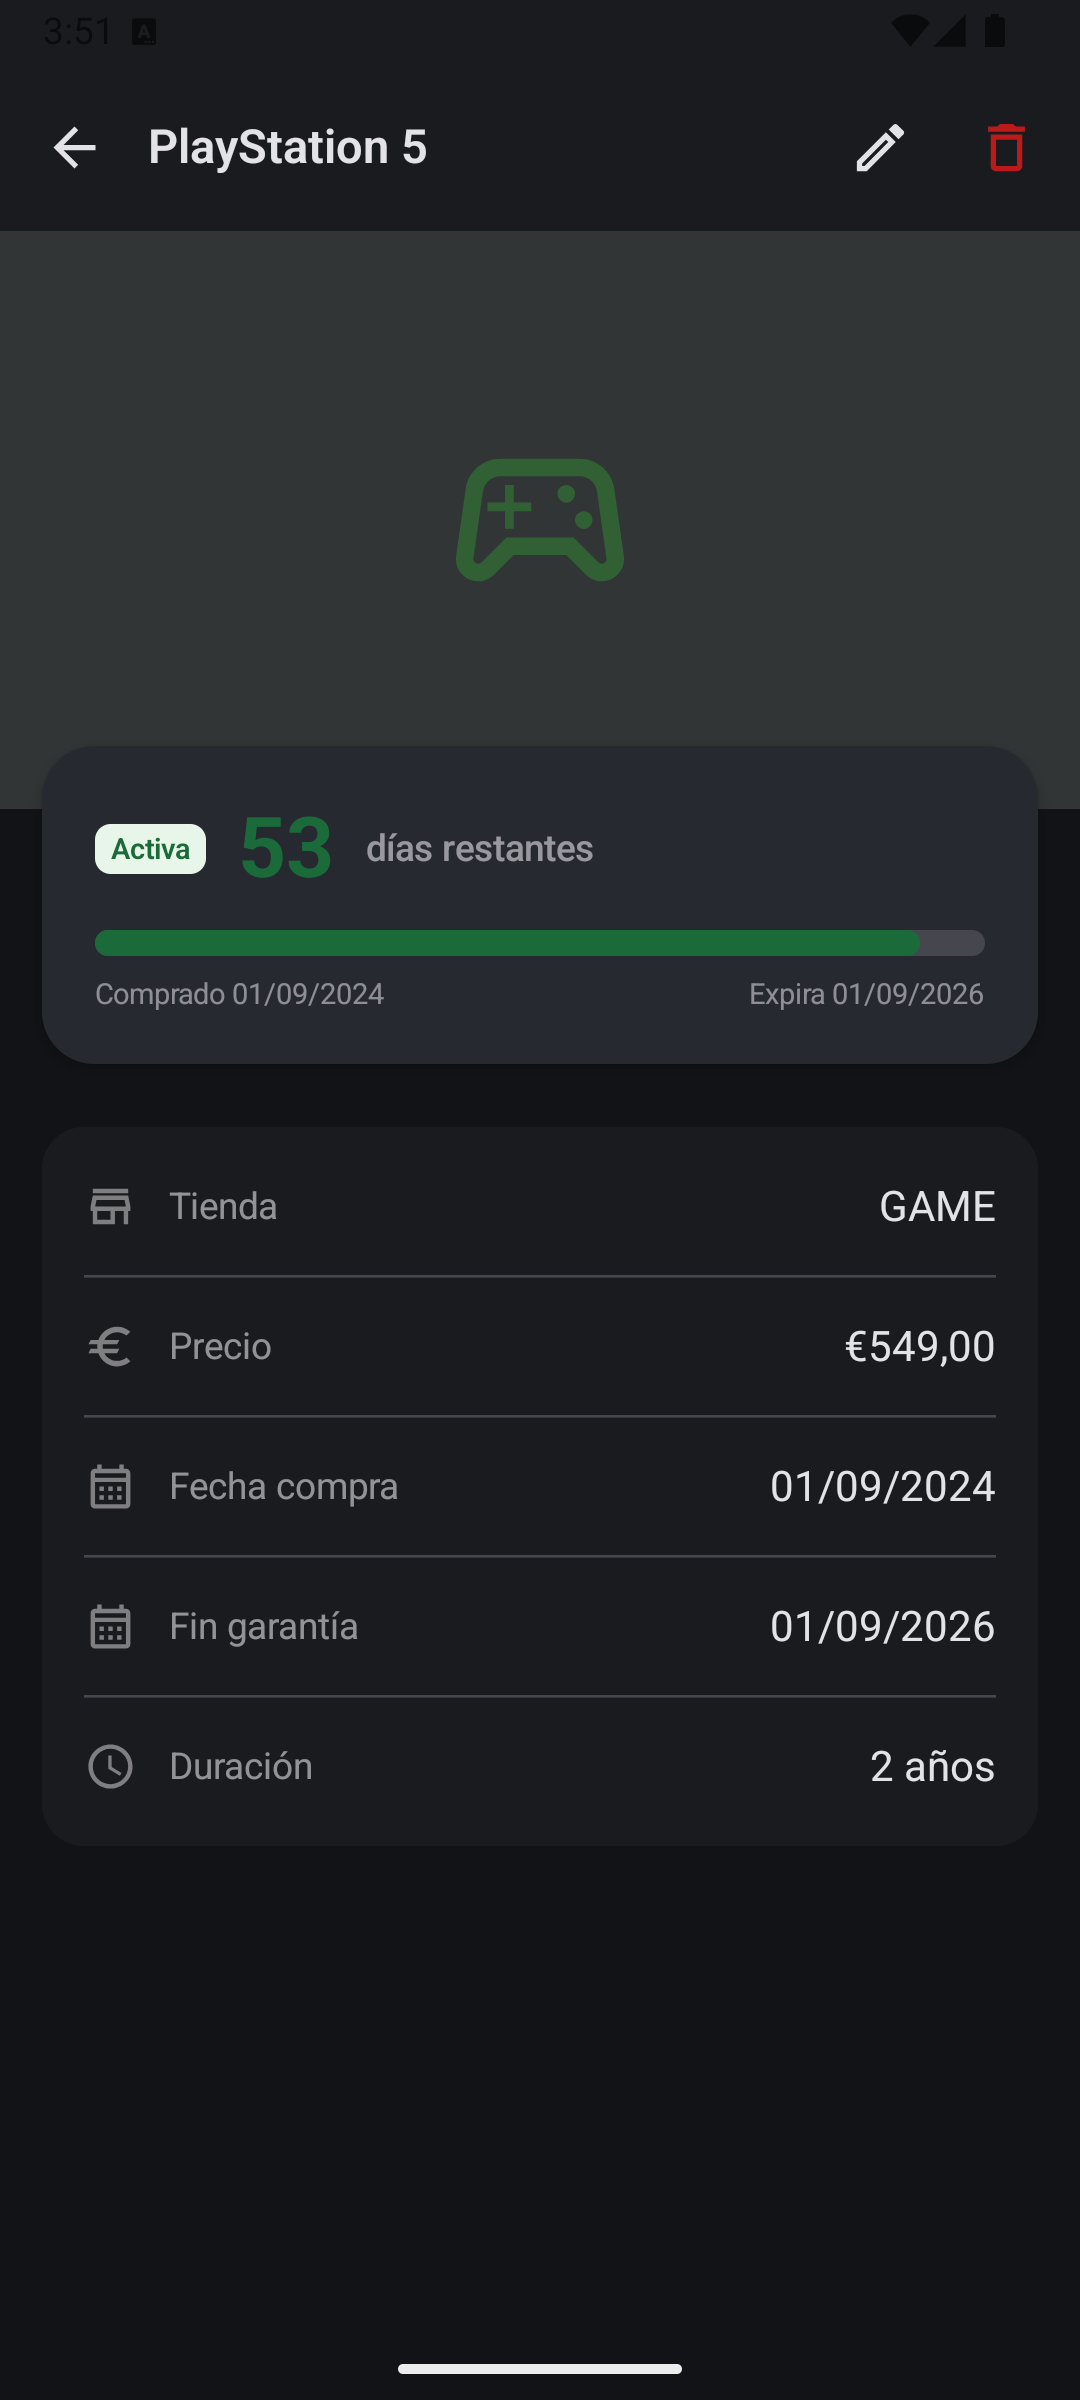 3:51
PlayStation 5
Activa 53 días restantes
Comprado 01/09/2024 Expira 01/09/2026
Tienda GAME
Precio €549,00
Fecha compra 01/09/2024
Fin garantía 01/09/2026
Duración 2 años